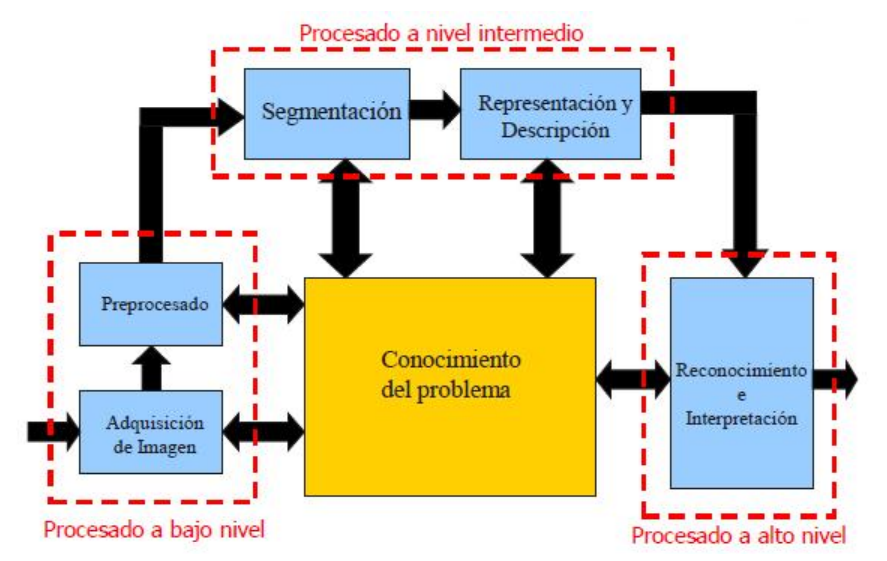 Procesado a nivel intermedio
Segmentación
Representación y
Descripción
Preprocesado
Adquisición
de Imagen
Conocimiento
del problema
Reconocimiento
e
Interpretación
Procesado a bajo nivel
Procesado a alto nivel